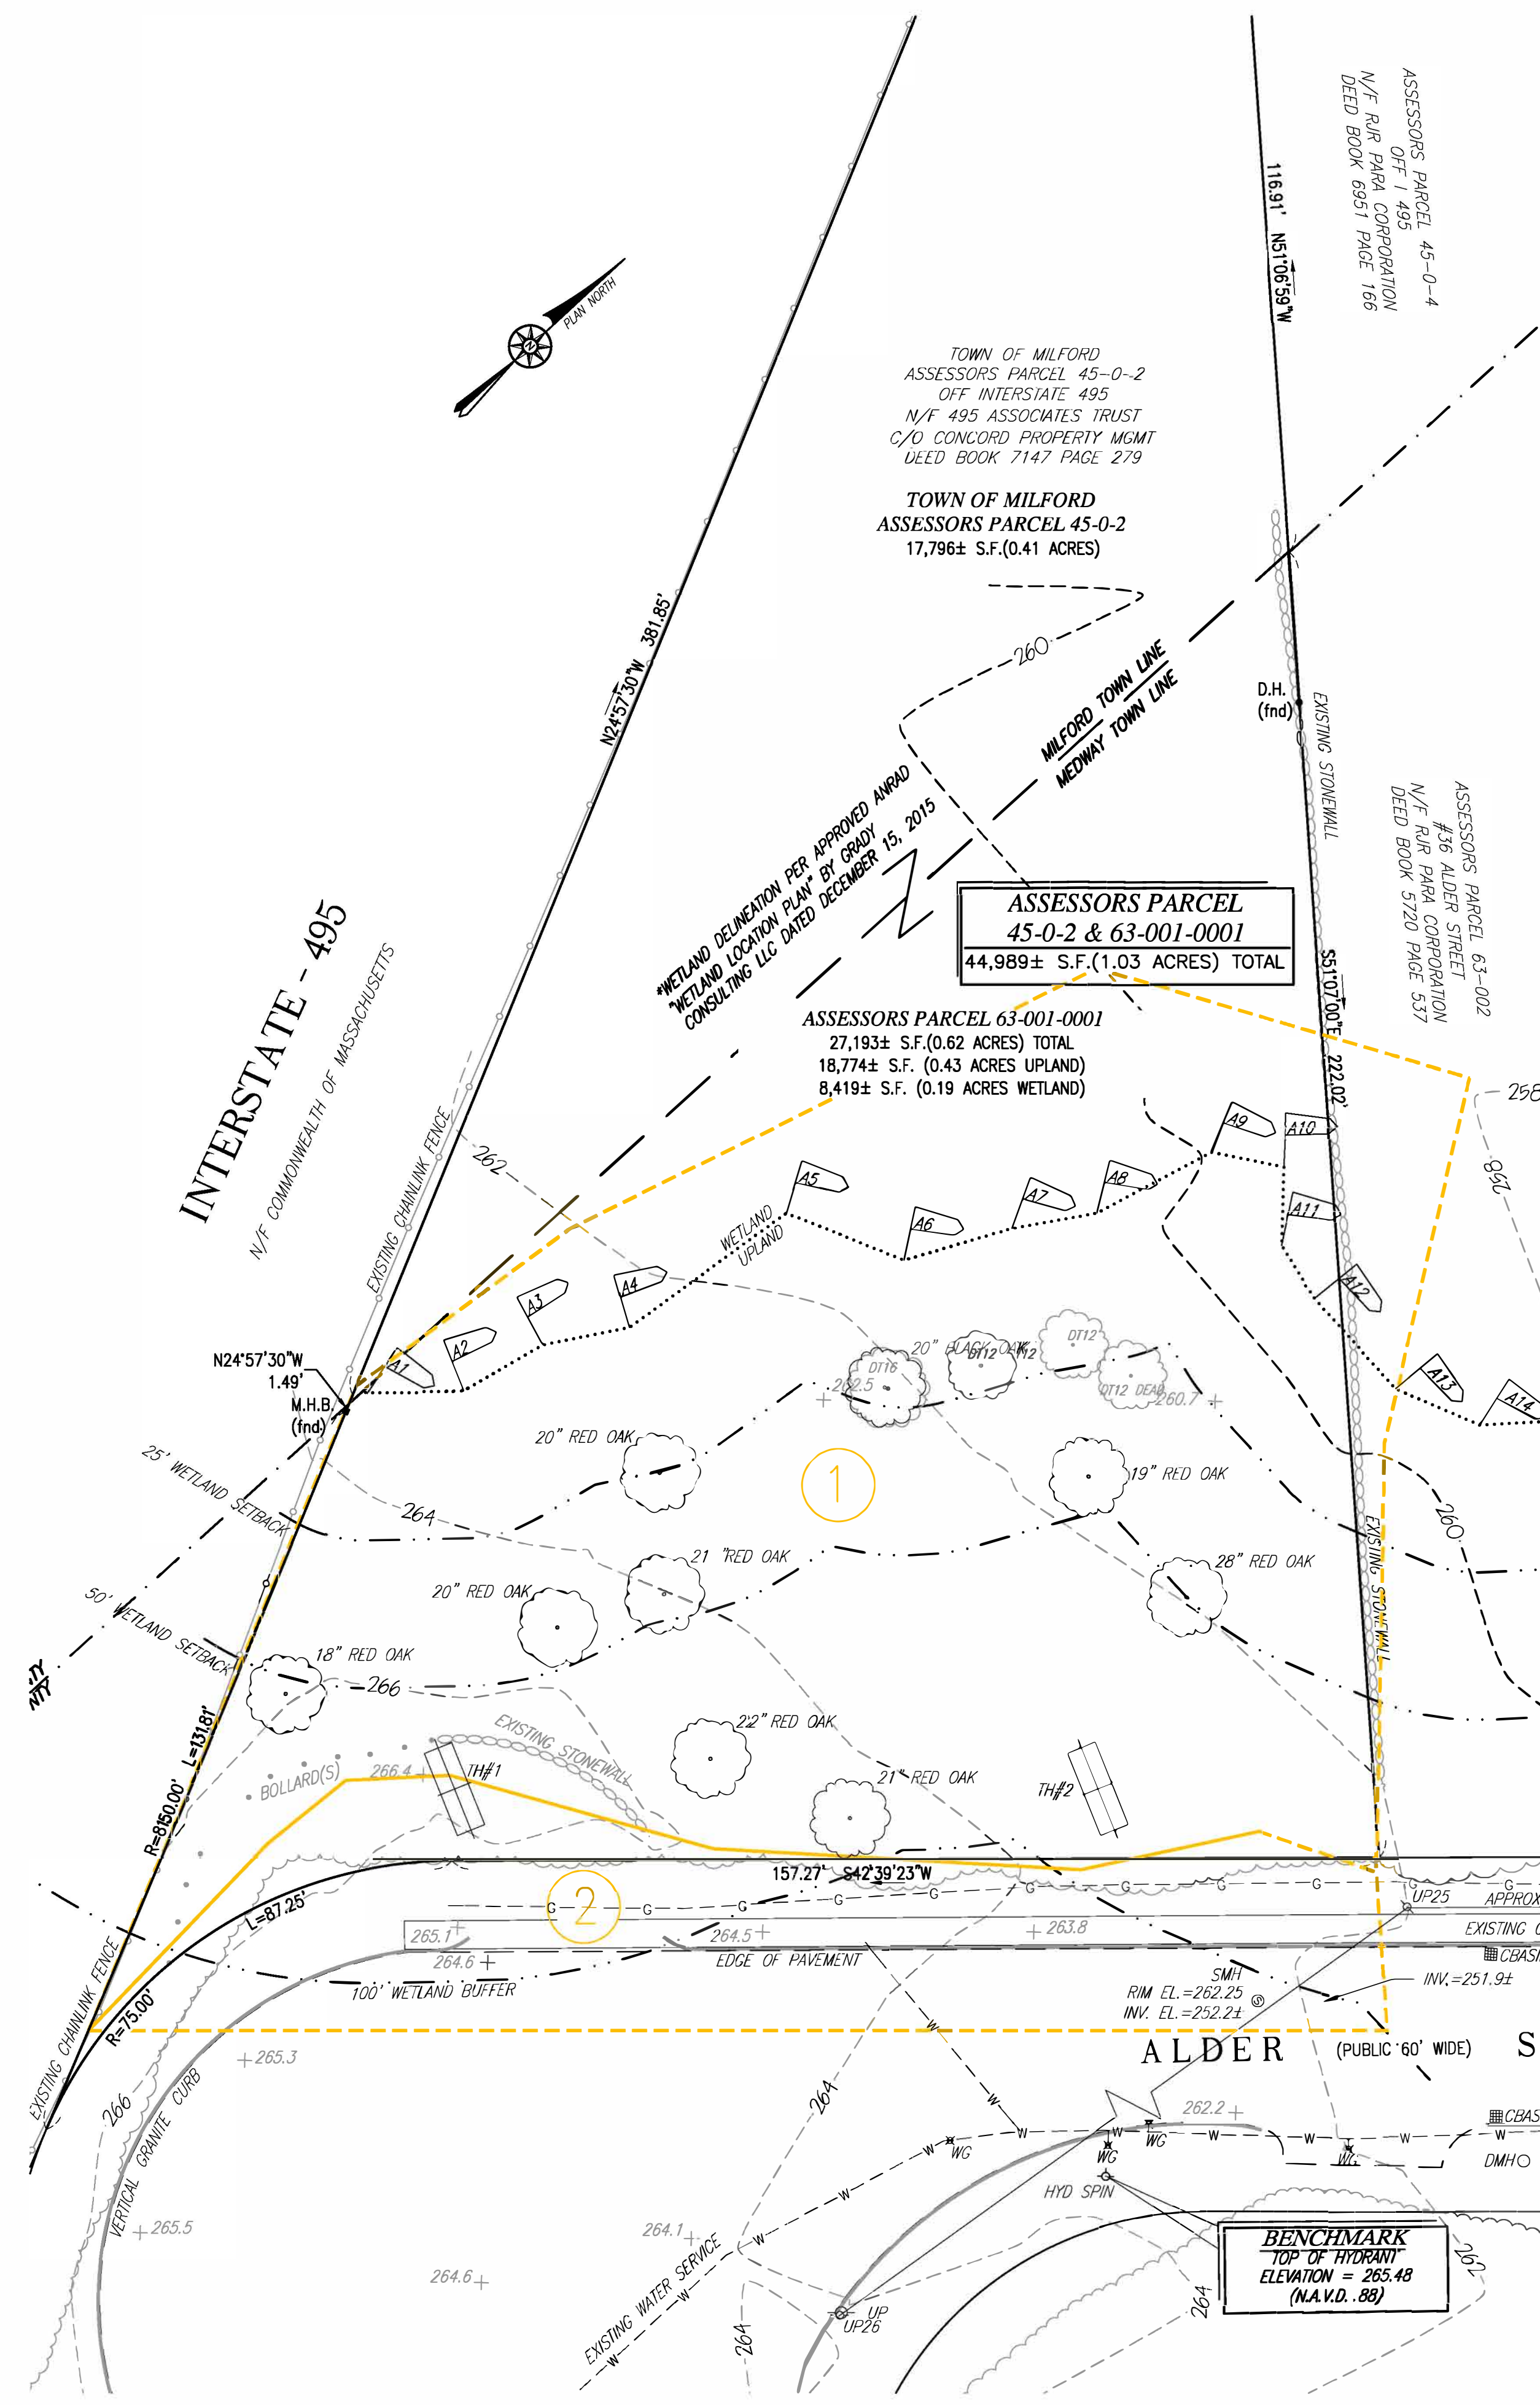 ASSESSORS PARCEL 45-0-4
OFF I 495
N/F RJR PARA CORPORATION
DEED BOOK 6951 PAGE 166
116.91' N51°06'59"W
PLAN NORTH
N
TOWN OF MILFORD
ASSESSORS PARCEL 45-0-2
OFF INTERSTATE 495
N/F 495 ASSOCIATES TRUST
C/O CONCORD PROPERTY MGMT
DEED BOOK 7147 PAGE 279
TOWN OF MILFORD
ASSESSORS PARCEL 45-0-2
17,796± S.F.(0.41 ACRES)
N24°57'30"W 381.85'
260
MILFORD TOWN LINE
MEDWAY TOWN LINE
D.H.
(fnd)
EXISTING STONEWALL
*WETLAND DELINEATION PER APPROVED ANRAD
"WETLAND LOCATION PLAN" BY GRADY
CONSULTING LLC DATED DECEMBER 15, 2015
ASSESSORS PARCEL 63-002
#36 ALDER STREET
N/F RJR PARA CORPORATION
DEED BOOK 5720 PAGE 537
ASSESSORS PARCEL
45-0-2 & 63-001-0001
44,989± S.F.(1.03 ACRES) TOTAL
S51°07'00"E 222.02'
INTERSTATE - 495
N/F COMMONWEALTH OF MASSACHUSETTS
ASSESSORS PARCEL 63-001-0001
27,193± S.F.(0.62 ACRES) TOTAL
18,774± S.F. (0.43 ACRES UPLAND)
8,419± S.F. (0.19 ACRES WETLAND)
258
258
EXISTING CHAINLINK FENCE
262
A9
A10
A5
A8
A7
A6
A11
WETLAND
UPLAND
A4
A3
A12
A2
A1
A13
A14
N24°57'30"W
1.49'
M.H.B.
(fnd)
DT16
20" BLACK OAK
DT12
DT12
DT12 DEAD
262.5
260.7
20" RED OAK
25' WETLAND SETBACK
1
19" RED OAK
264
260
EXISTING STONEWALL
21 "RED OAK
28" RED OAK
20" RED OAK
50' WETLAND SETBACK
18" RED OAK
266
22" RED OAK
EXISTING STONEWALL
R=8150.00' L=131.81'
BOLLARD(S)
266.4
TH#1
21" RED OAK
TH#2
157.27' S42°39'23"W
L=87.25'
2
G G G G G G G G G G
UP25
APPROX
265.1
264.5
263.8
EXISTING
264.6
EDGE OF PAVEMENT
100' WETLAND BUFFER
SMH
RIM EL.=262.25
INV. EL.=252.2±
S
INV.=251.9±
EXISTING CHAINLINK FENCE
R=75.00'
265.3
ALDER
(PUBLIC 60' WIDE)
S
266
VERTICAL GRANITE CURB
264
262.2
W W W W W W W W W W W
WG
WG
WG
WG
DMH
HYD SPIN
265.5
264.1
264.6
EXISTING WATER SERVICE
BENCHMARK
TOP OF HYDRANT
ELEVATION = 265.48
(N.A.V.D. .88)
262
264
264
UP
UP26